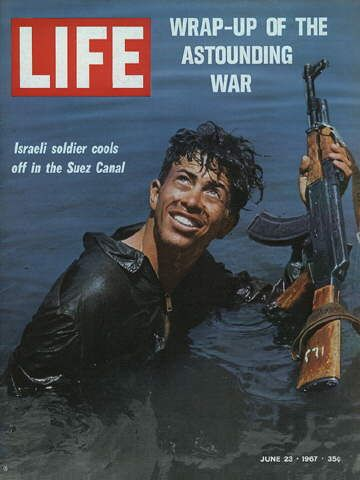 LIFE
WRAP-UP OF THE
ASTOUNDING
WAR
Israeli soldier cools
off in the Suez Canal
JUNE 23 · 1967 · 35¢